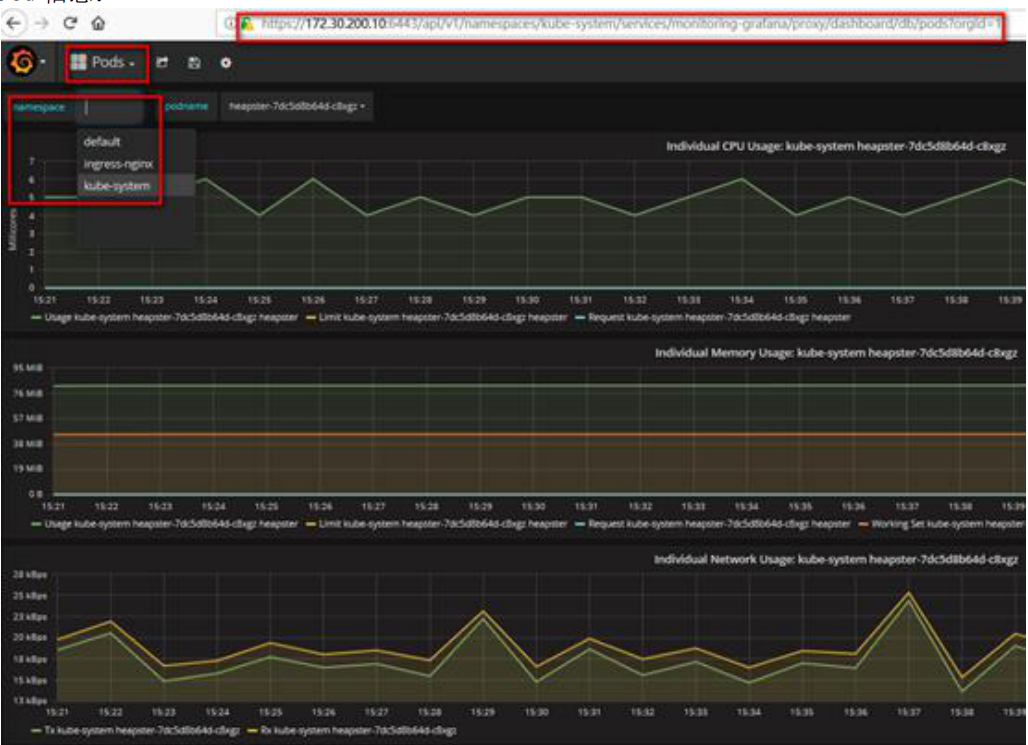 信息.
https://172.30.200.10:6443/api/v1/namespaces/kube-system/services/monitoring-grafana/proxy/dashboard/db/pods?orgId=1
Pods
namespace podname heapster-7dc5d8b64d-c8xgz
default
ingress-nginx
kube-system
Individual CPU Usage: kube-system heapster-7dc5d8b64d-c8xgz
7
6
5
4
3
2
1
0
Millicores
15:21 15:22 15:23 15:24 15:25 15:26 15:27 15:28 15:29 15:30 15:31 15:32 15:33 15:34 15:35 15:36 15:37 15:38 15:39
Usage kube-system heapster-7dc5d8b64d-c8xgz heapster Limit kube-system heapster-7dc5d8b64d-c8xgz heapster Request kube-system heapster-7dc5d8b64d-c8xgz heapster
Individual Memory Usage: kube-system heapster-7dc5d8b64d-c8xgz
95 MiB
76 MiB
57 MiB
38 MiB
19 MiB
0 B
15:21 15:22 15:23 15:24 15:25 15:26 15:27 15:28 15:29 15:30 15:31 15:32 15:33 15:34 15:35 15:36 15:37 15:38 15:39
Usage kube-system heapster-7dc5d8b64d-c8xgz heapster Limit kube-system heapster-7dc5d8b64d-c8xgz heapster Request kube-system heapster-7dc5d8b64d-c8xgz heapster Working Set kube-system heapster
Individual Network Usage: kube-system heapster-7dc5d8b64d-c8xgz
28 kBps
25 kBps
23 kBps
20 kBps
18 kBps
15 kBps
13 kBps
15:21 15:22 15:23 15:24 15:25 15:26 15:27 15:28 15:29 15:30 15:31 15:32 15:33 15:34 15:35 15:36 15:37 15:38 15:39
Tx kube-system heapster-7dc5d8b64d-c8xgz Rx kube-system heapster-7dc5d8b64d-c8xgz